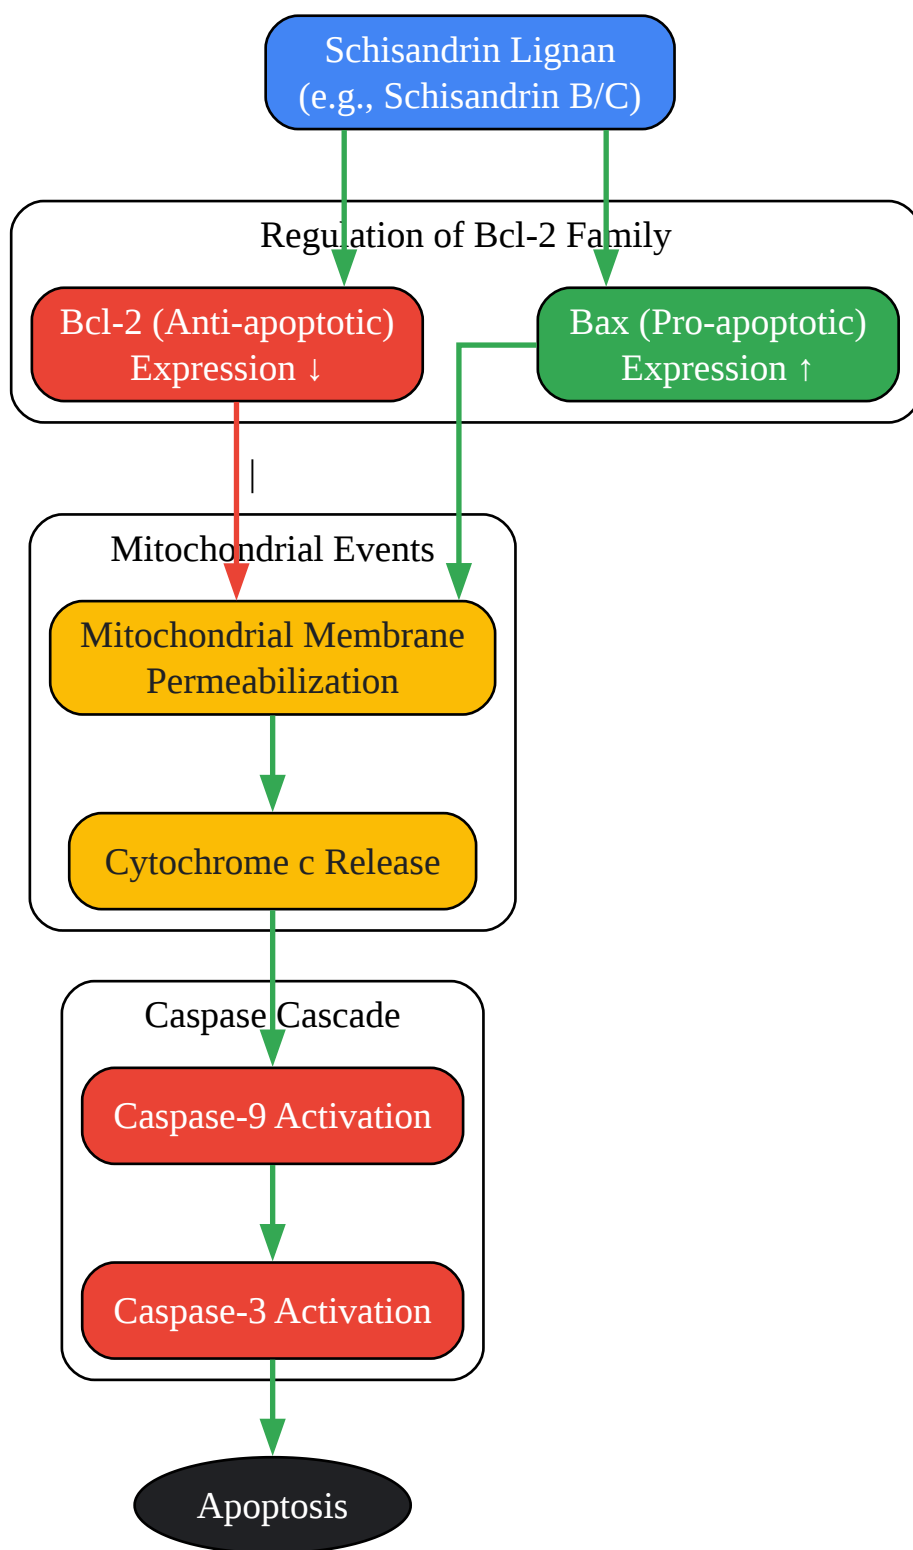 Schisandrin Lignan
(e.g., Schisandrin B/C)
Regulation of Bcl-2 Family
Bcl-2 (Anti-apoptotic)
Expression ↓
Bax (Pro-apoptotic)
Expression ↑
|
Mitochondrial Events
Mitochondrial Membrane
Permeabilization
Cytochrome c Release
Caspase Cascade
Caspase-9 Activation
Caspase-3 Activation
Apoptosis